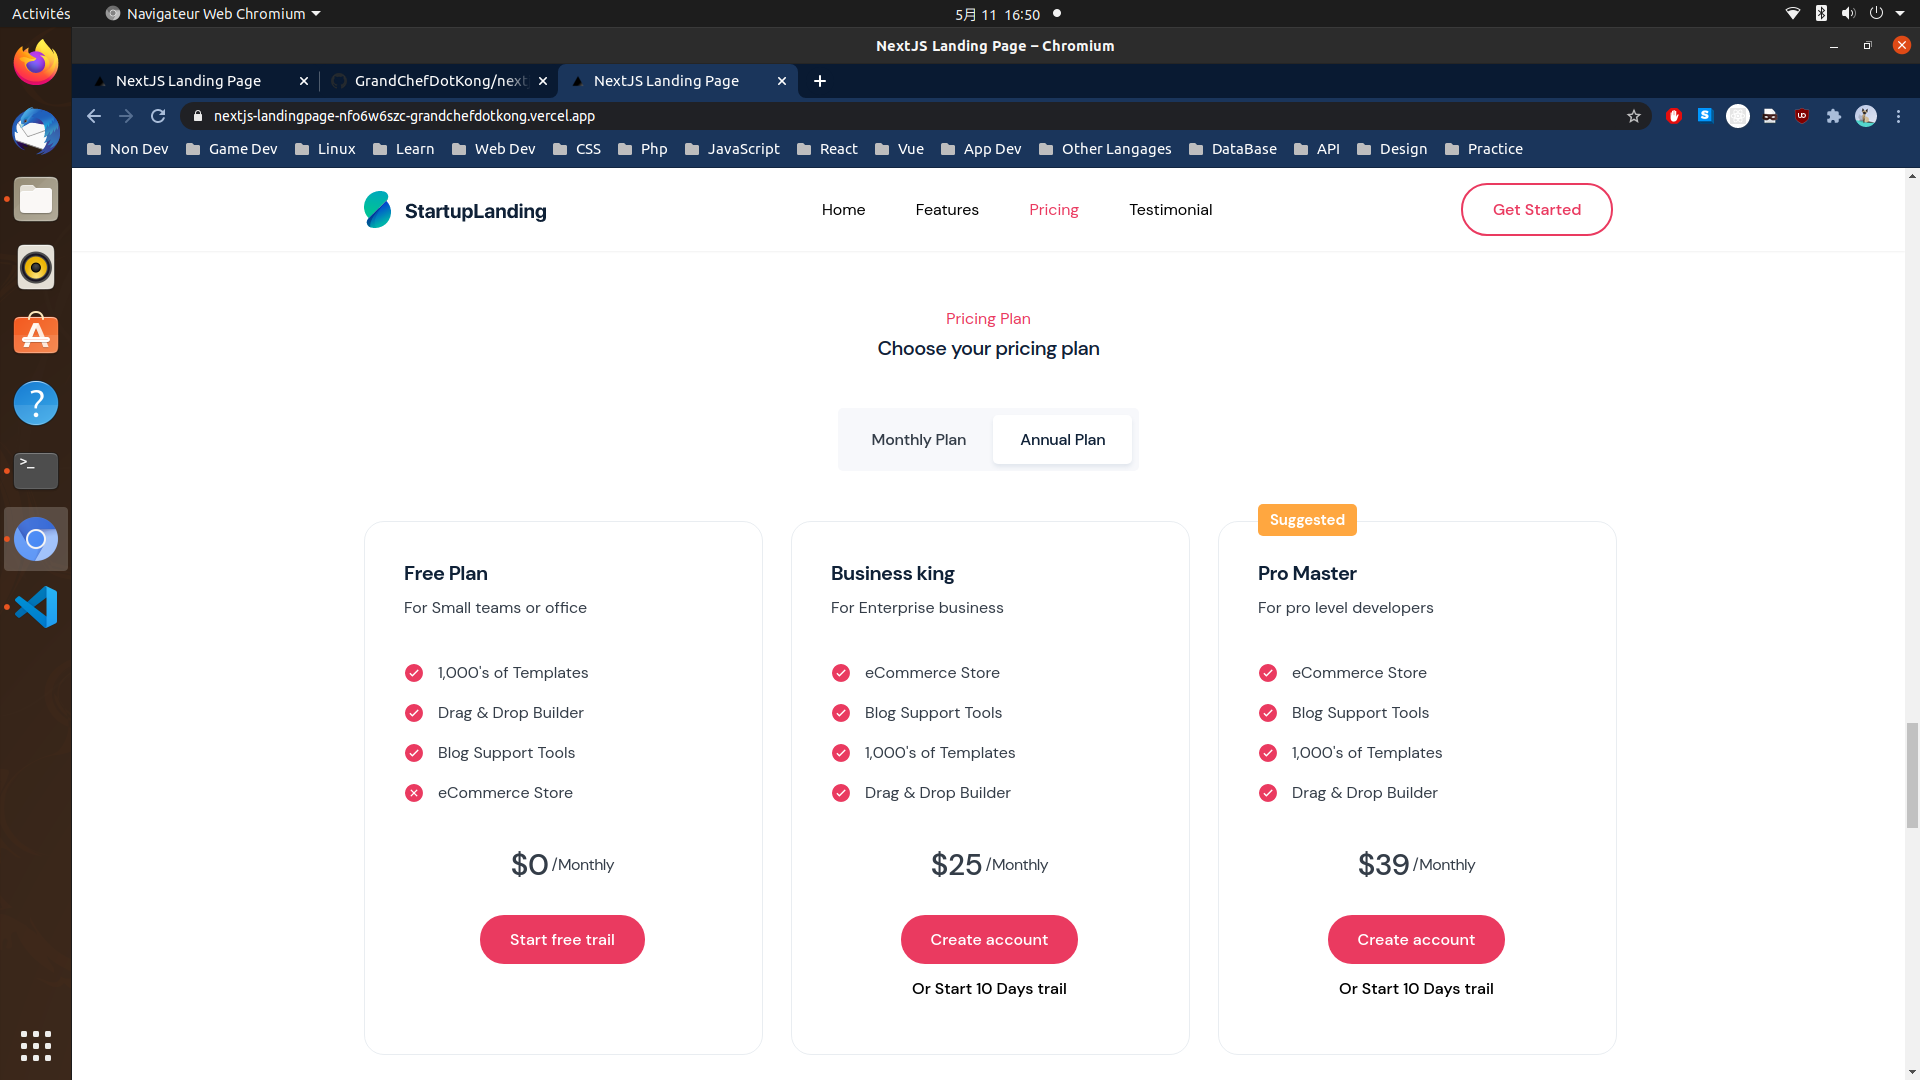 Activités
Navigateur Web Chromium
5月 11 16:50
NextJS Landing Page – Chromium
NextJS Landing Page
GrandChefDotKong/next
NextJS Landing Page
nextjs-landingpage-nfo6w6szc-grandchefdotkong.vercel.app
Non Dev
Game Dev
Linux
Learn
Web Dev
CSS
Php
JavaScript
React
Vue
App Dev
Other Langages
DataBase
API
Design
Practice
StartupLanding
Home
Features
Pricing
Testimonial
Get Started
Pricing Plan
Choose your pricing plan
Monthly Plan
Annual Plan
Free Plan
For Small teams or office
1,000's of Templates
Drag & Drop Builder
Blog Support Tools
eCommerce Store
$0 /Monthly
Start free trail
Business king
For Enterprise business
eCommerce Store
Blog Support Tools
1,000's of Templates
Drag & Drop Builder
$25 /Monthly
Create account
Or Start 10 Days trail
Suggested
Pro Master
For pro level developers
eCommerce Store
Blog Support Tools
1,000's of Templates
Drag & Drop Builder
$39 /Monthly
Create account
Or Start 10 Days trail